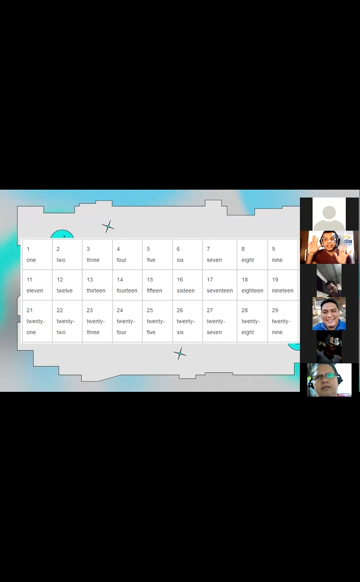 1 2 3 4 5 6 7 8 9
one two three four five six seven eight nine
11 12 13 14 15 16 17 18 19
eleven twelve thirteen fourteen fifteen sixteen seventeen eighteen nineteen
21 22 23 24 25 26 27 28 29
twenty- twenty- twenty- twenty- twenty- twenty- twenty- twenty- twenty-
one two three four five six seven eight nine